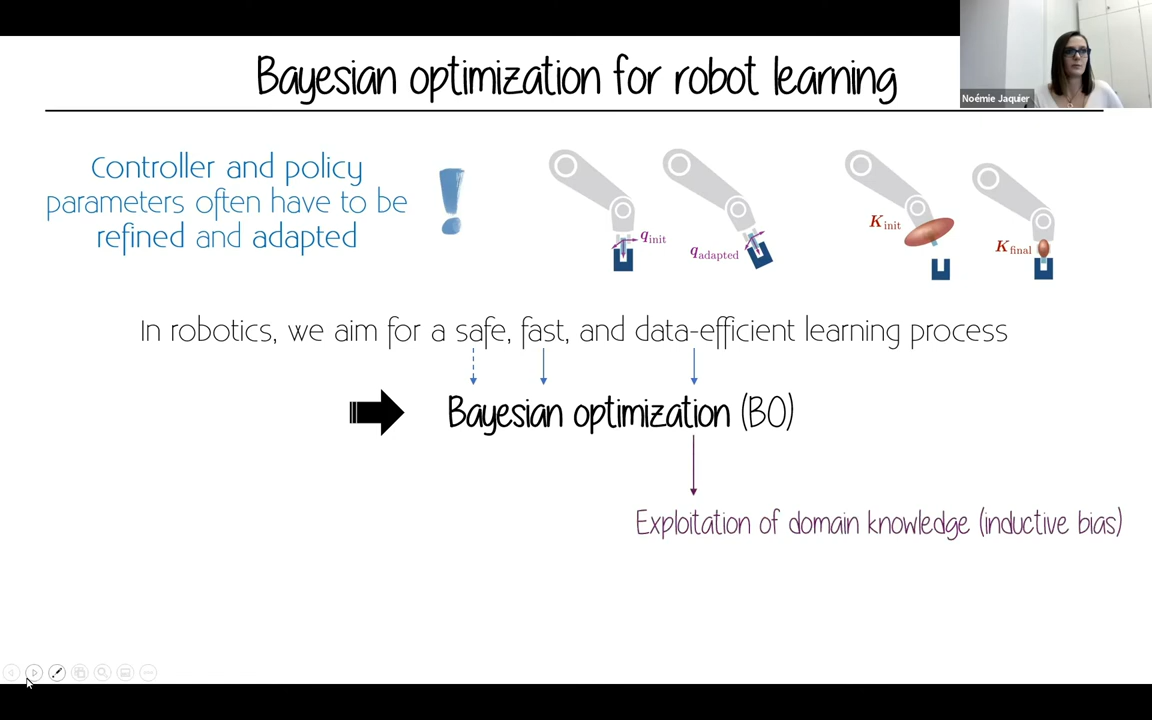 Bayesian optimization for robot learning
Noémie Jaquier
Controller and policy
parameters often have to be
refined and adapted
!
q_init
q_adapted
K_init
K_final
In robotics, we aim for a safe, fast, and data-efficient learning process
Bayesian optimization (BO)
Exploitation of domain knowledge (inductive bias)